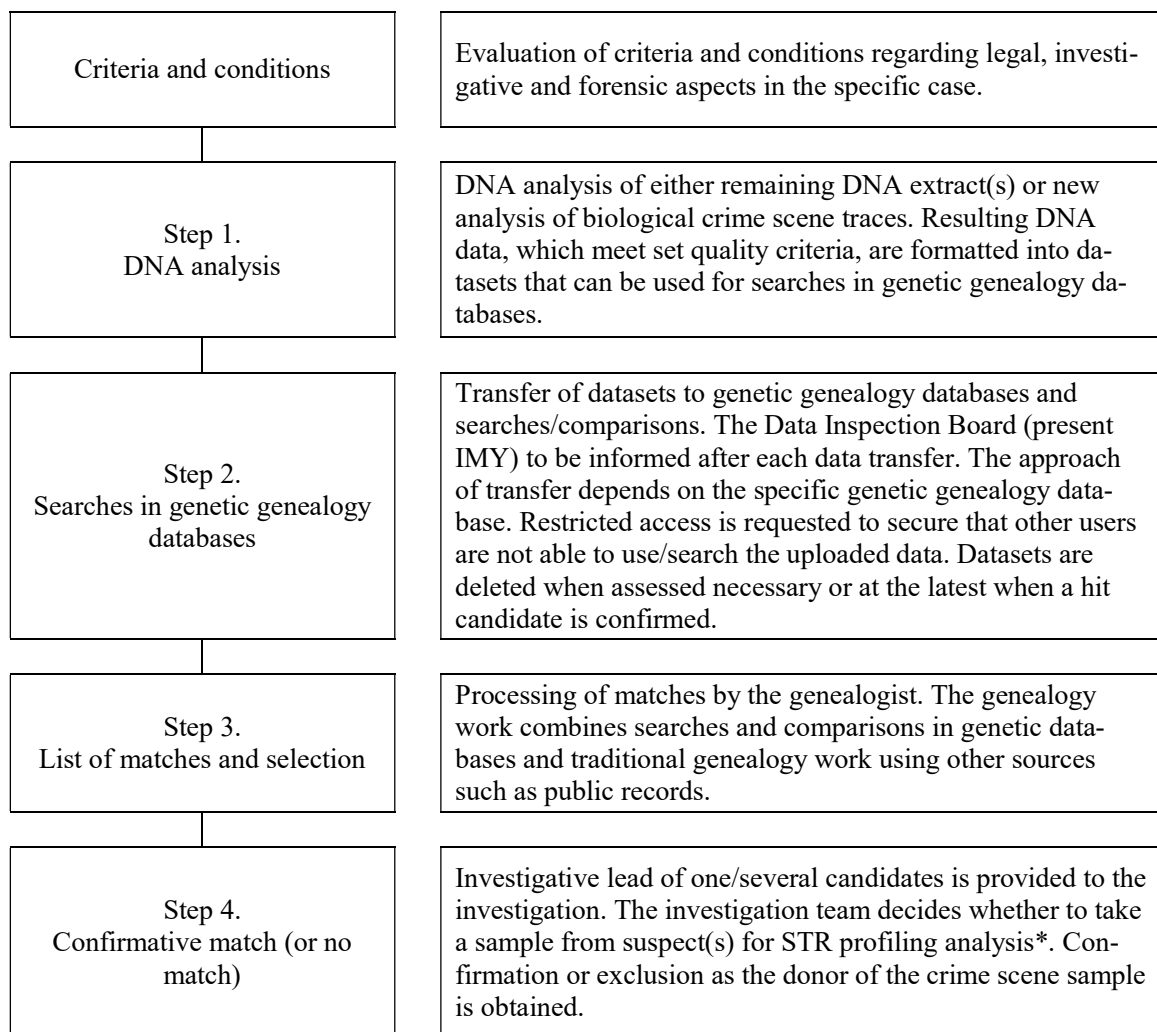 Criteria and conditions
Evaluation of criteria and conditions regarding legal, investi-
gative and forensic aspects in the specific case.
Step 1.
DNA analysis
DNA analysis of either remaining DNA extract(s) or new
analysis of biological crime scene traces. Resulting DNA
data, which meet set quality criteria, are formatted into da-
tasets that can be used for searches in genetic genealogy da-
tabases.
Step 2.
Searches in genetic genealogy
databases
Transfer of datasets to genetic genealogy databases and
searches/comparisons. The Data Inspection Board (present
IMY) to be informed after each data transfer. The approach
of transfer depends on the specific genetic genealogy data-
base. Restricted access is requested to secure that other users
are not able to use/search the uploaded data. Datasets are
deleted when assessed necessary or at the latest when a hit
candidate is confirmed.
Step 3.
List of matches and selection
Processing of matches by the genealogist. The genealogy
work combines searches and comparisons in genetic data-
bases and traditional genealogy work using other sources
such as public records.
Step 4.
Confirmative match (or no
match)
Investigative lead of one/several candidates is provided to the
investigation. The investigation team decides whether to take
a sample from suspect(s) for STR profiling analysis*. Con-
firmation or exclusion as the donor of the crime scene sample
is obtained.